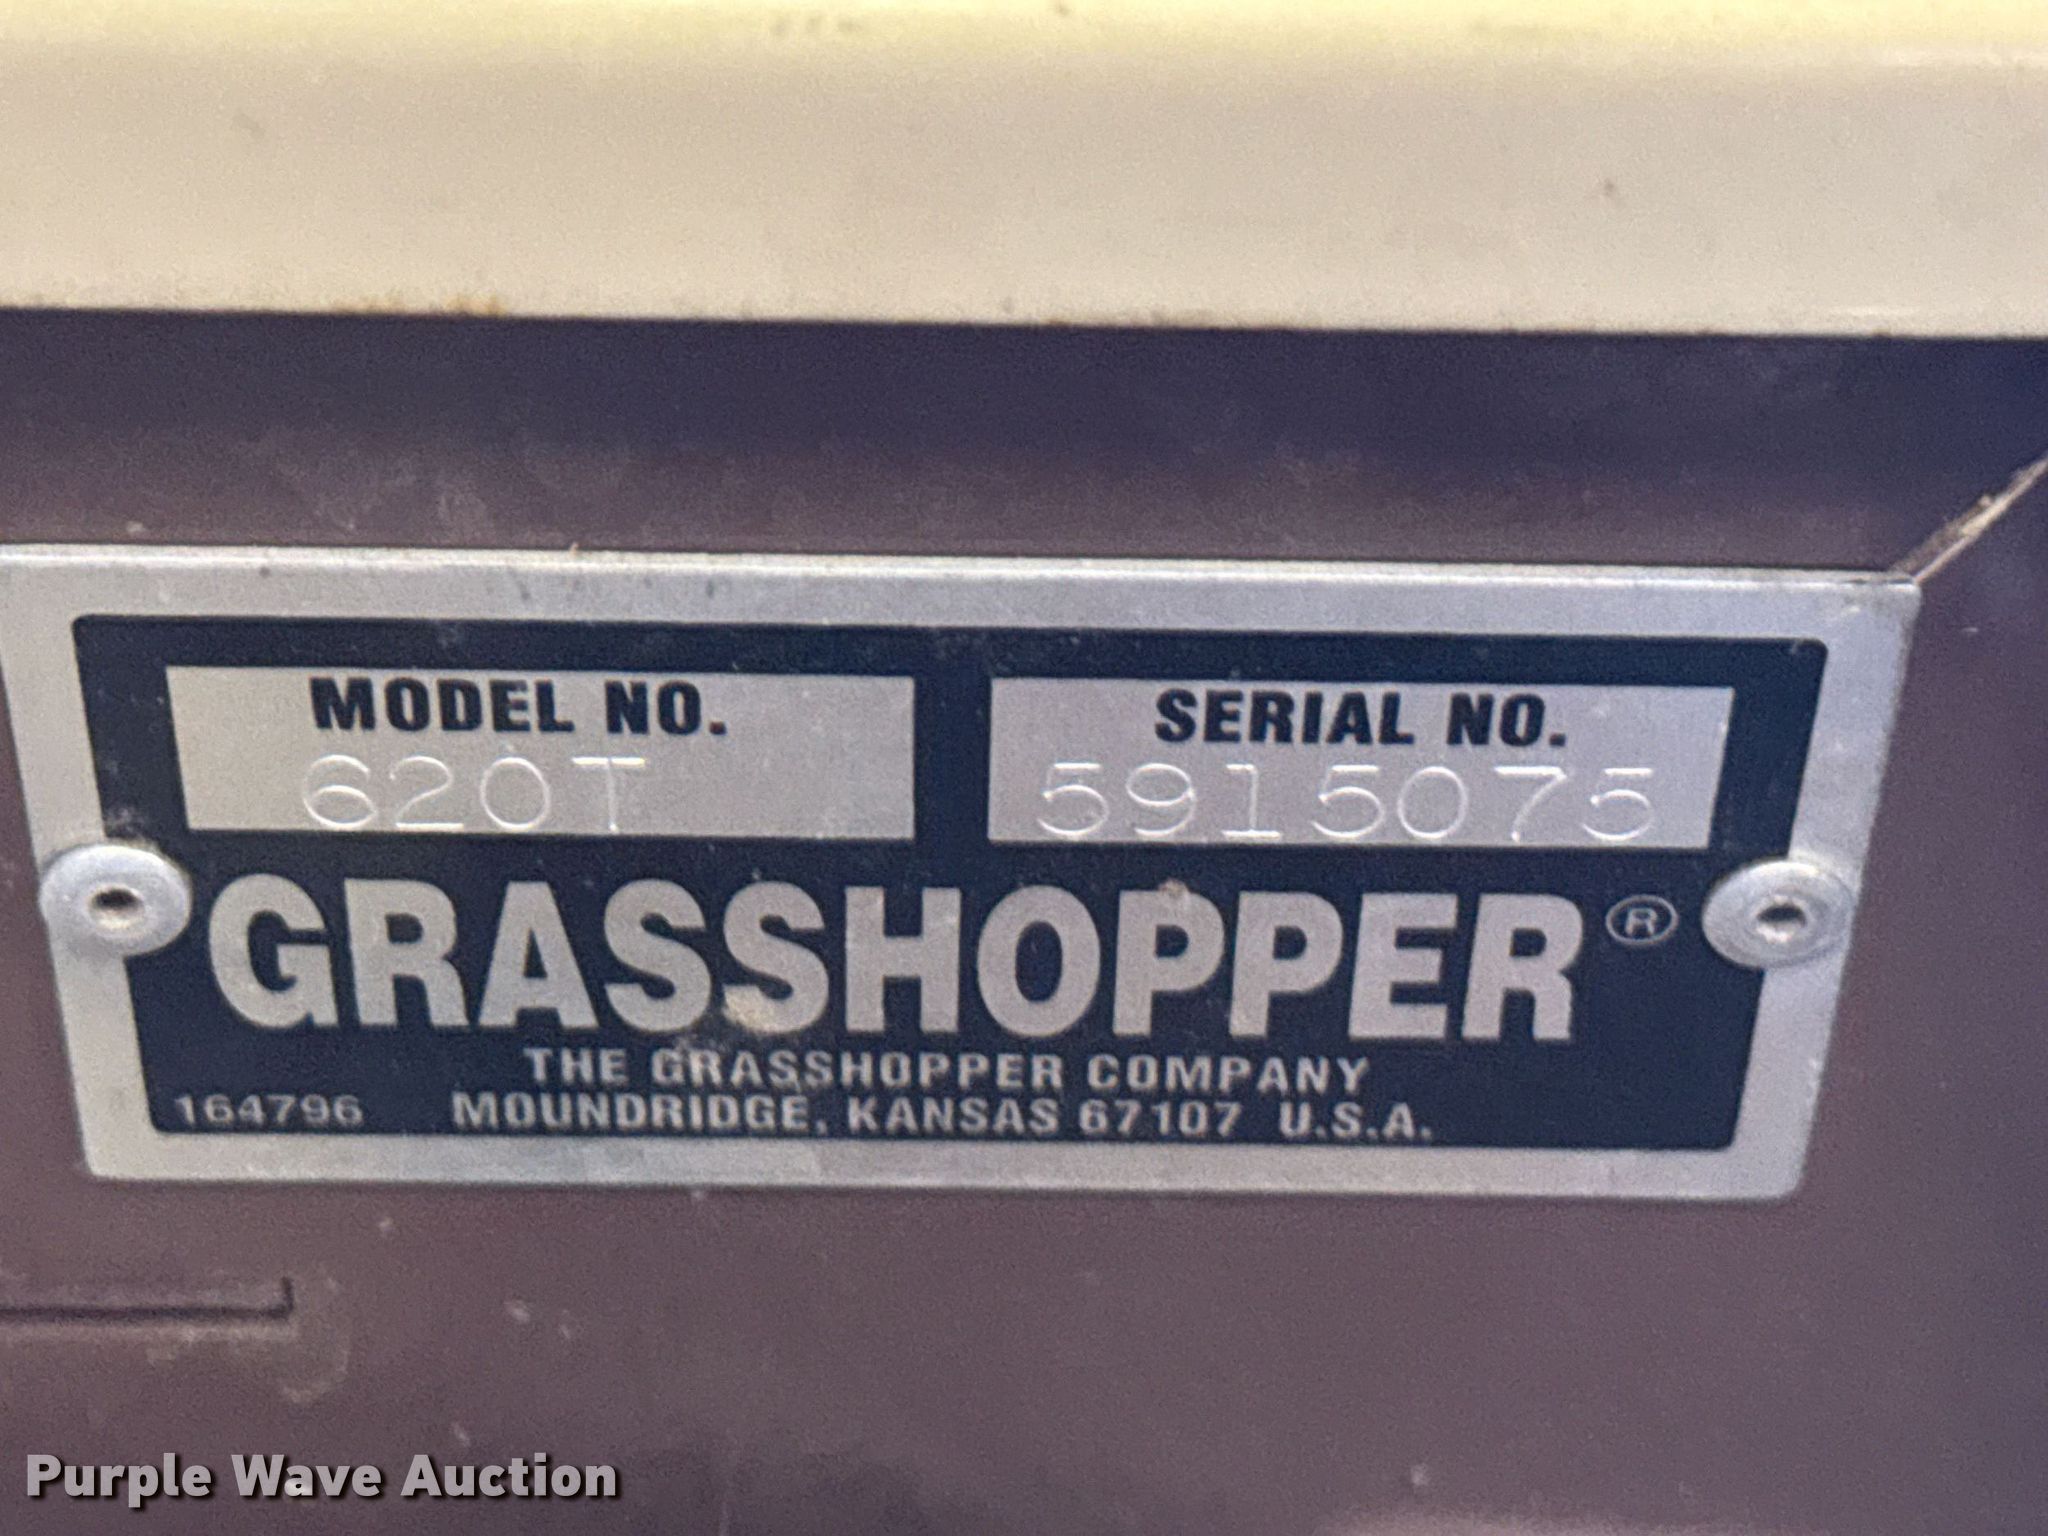 MODEL NO.
620T
SERIAL NO.
5915075
GRASSHOPPER®
THE GRASSHOPPER COMPANY
164796 MOUNDRIDGE, KANSAS 67107 U.S.A.
Purple Wave Auction